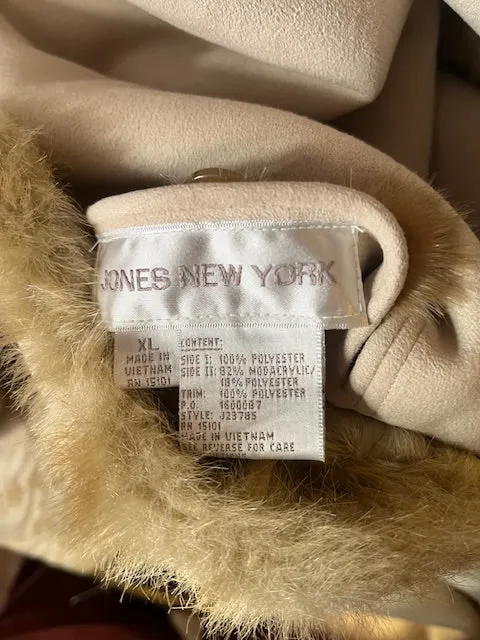 JONES NEW YORK
XL
MADE IN
VIETNAM
RN 15101
CONTENT:
SIDE I: 100% POLYESTER
SIDE II: 82% MODACRYLIC/
18% POLYESTER
TRIM: 100% POLYESTER
P.O. 1600087
STYLE: J23785
RN 15101
MADE IN VIETNAM
SEE REVERSE FOR CARE